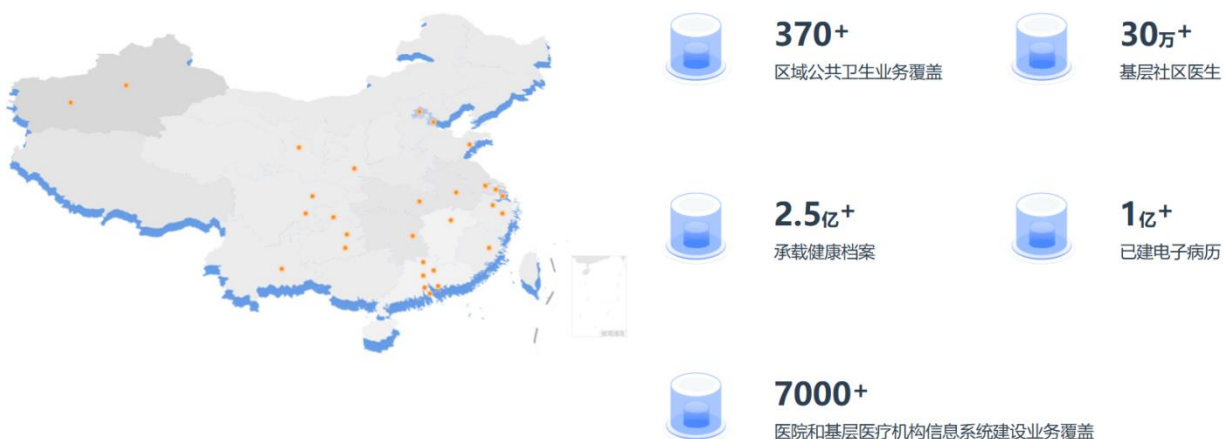 370+
区域公共卫生业务覆盖
30万+
基层社区医生
2.5亿+
承载健康档案
1亿+
已建电子病历
7000+
医院和基层医疗机构信息系统建设业务覆盖